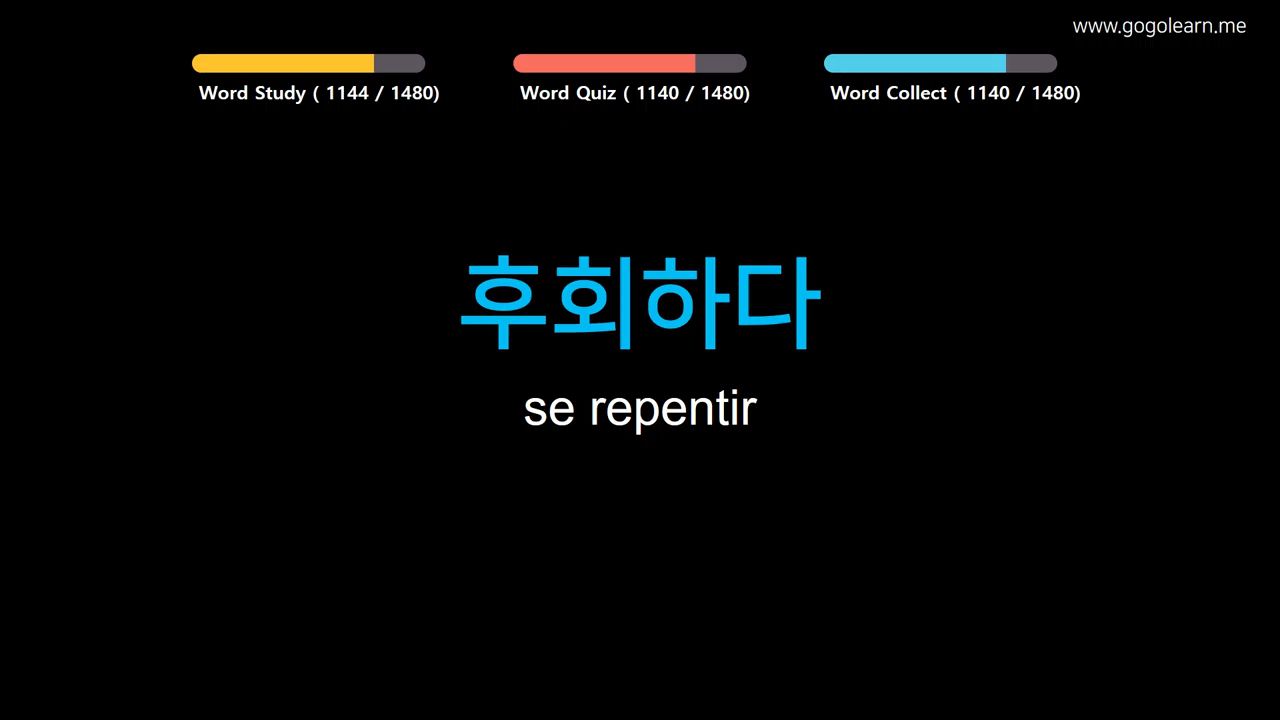 www.gogolearn.me
Word Study ( 1144 / 1480)
Word Quiz ( 1140 / 1480)
Word Collect ( 1140 / 1480)
후회하다
se repentir